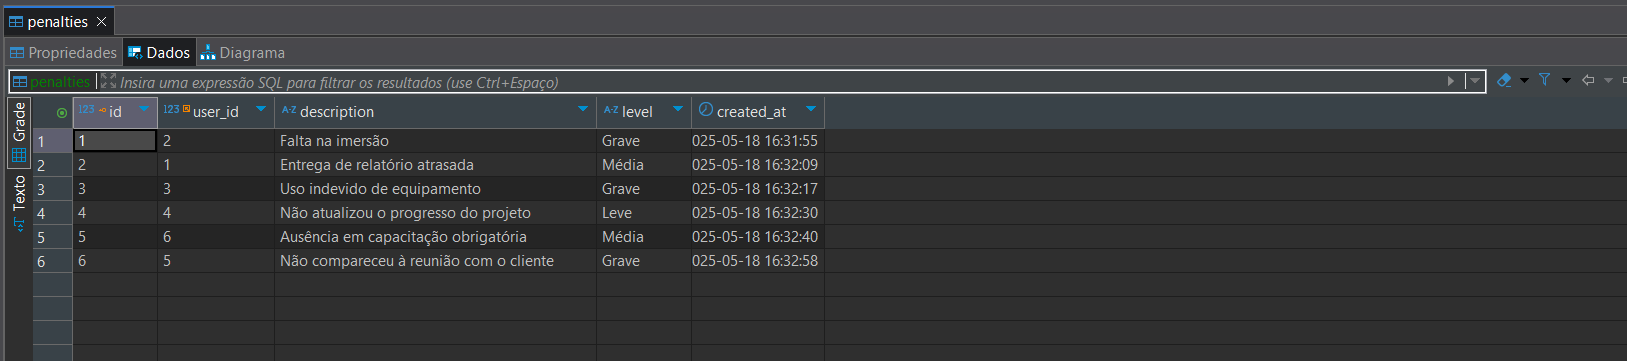 penalties
Propriedades Dados Diagrama
penalties Insira uma expressão SQL para filtrar os resultados (use Ctrl+Espaço)
Grade
Texto
123 id 123 user_id A-Z description A-Z level created_at
1 1 2 Falta na imersão Grave 025-05-18 16:31:55
2 2 1 Entrega de relatório atrasada Média 025-05-18 16:32:09
3 3 3 Uso indevido de equipamento Grave 025-05-18 16:32:17
4 4 4 Não atualizou o progresso do projeto Leve 025-05-18 16:32:30
5 5 6 Ausência em capacitação obrigatória Média 025-05-18 16:32:40
6 6 5 Não compareceu à reunião com o cliente Grave 025-05-18 16:32:58